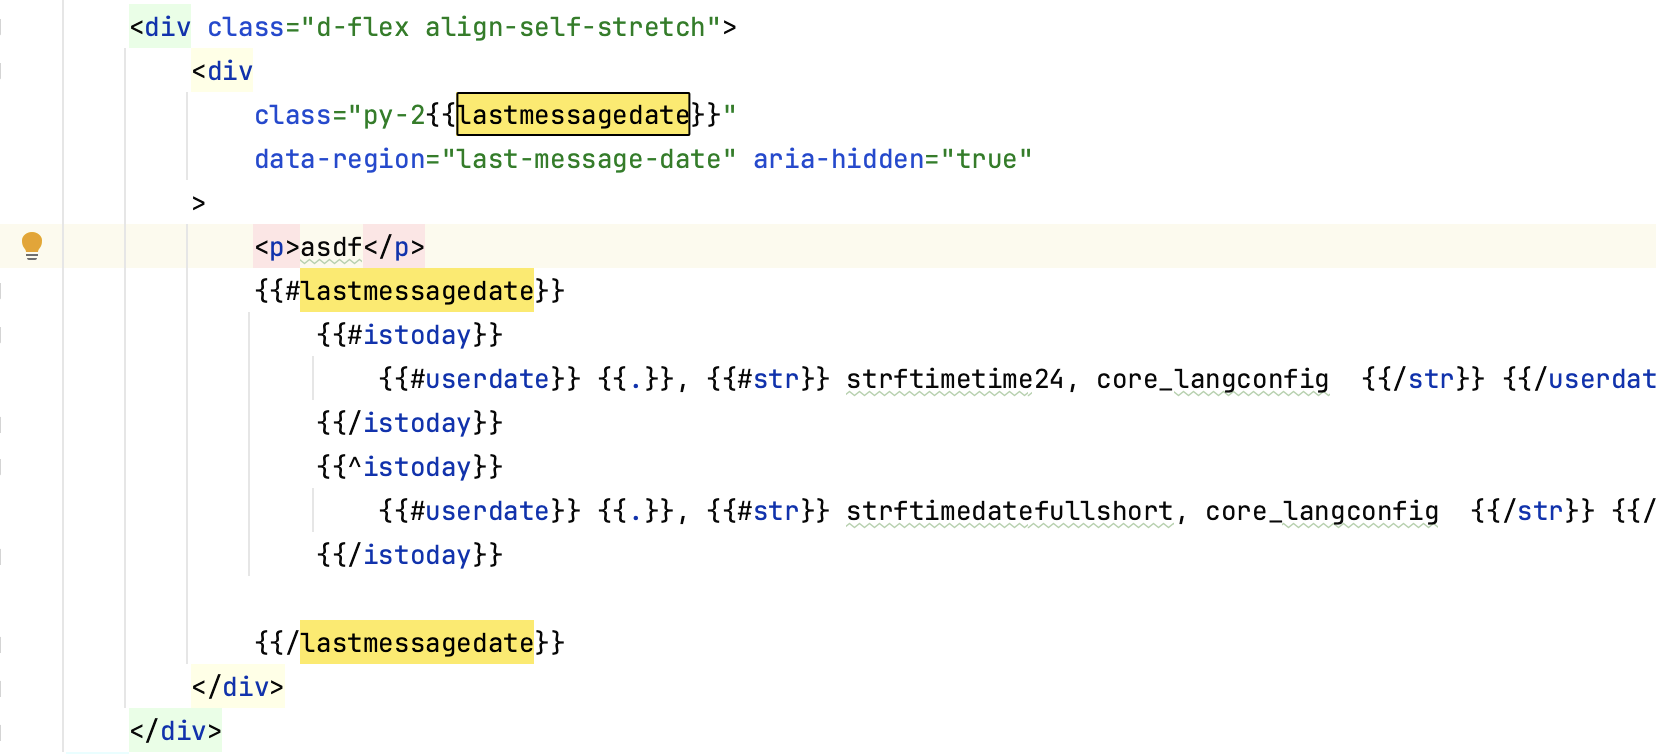 <div class="d-flex align-self-stretch">
<div
class="py-2{{lastmessagedate}}"
data-region="last-message-date" aria-hidden="true"
>
<p>asdf</p>
{{#lastmessagedate}}
{{#istoday}}
{{#userdate}} {{.}}, {{#str}} strftimetime24, core_langconfig  {{/str}} {{/userdat
{{/istoday}}
{{^istoday}}
{{#userdate}} {{.}}, {{#str}} strftimedatefullshort, core_langconfig  {{/str}} {{/
{{/istoday}}
{{/lastmessagedate}}
</div>
</div>